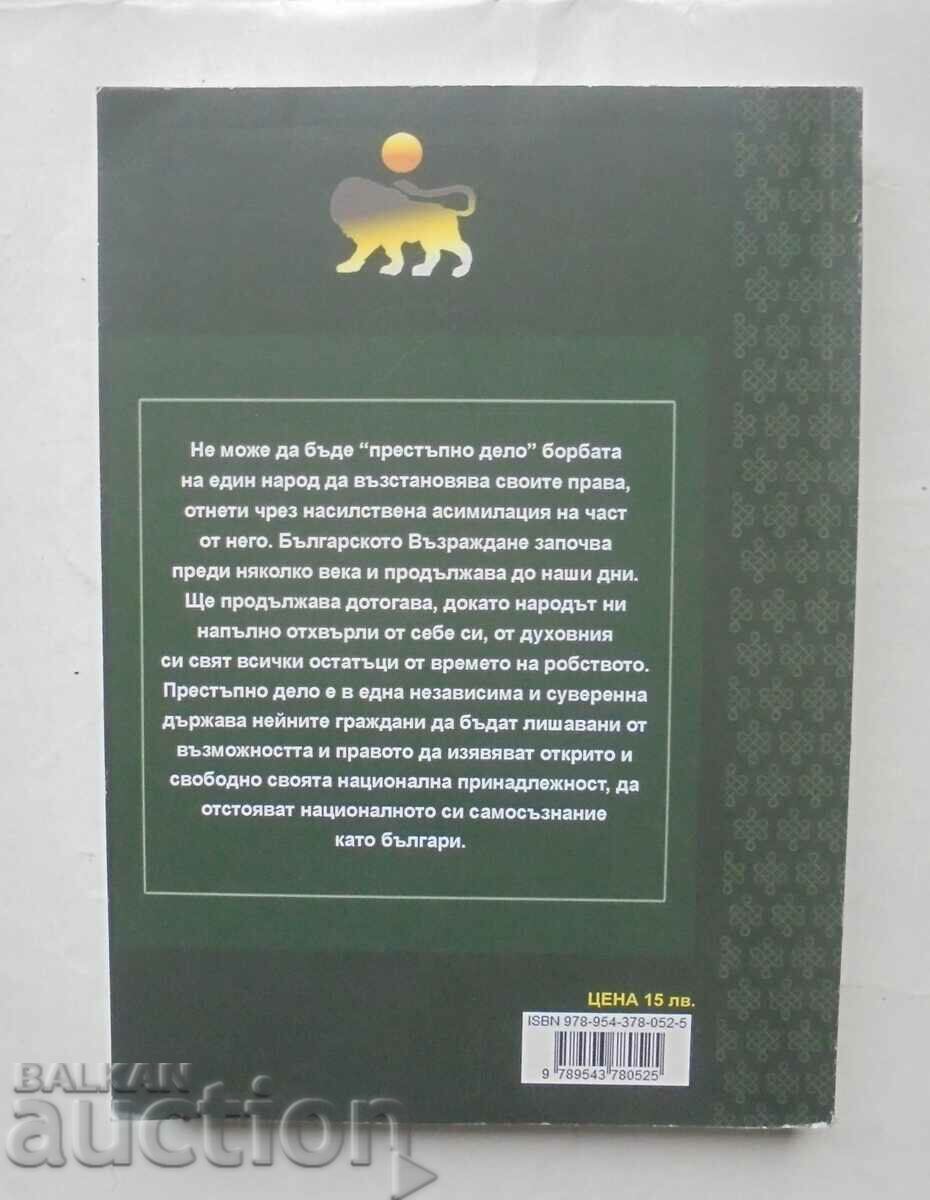 Не може да бъде “престъпно дело” борбата
на един народ да възстановява своите права,
отнети чрез насилствена асимилация на част
от него. Българското Възраждане започва
преди няколко века и продължава до наши дни.
Ще продължава дотогава, докато народът ни
напълно отхвърли от себе си, от духовния
си свят всички остатъци от времето на робството.
Престъпно дело е в една независима и суверенна
държава нейните граждани да бъдат лишавани от
възможността и правото да изявяват открито и
свободно своята национална принадлежност, да
отстояват националното си самосъзнание
като българи.
ЦЕНА 15 лв.
ISBN 978-954-378-052-5
9 789543 780525
BALKAN
auction